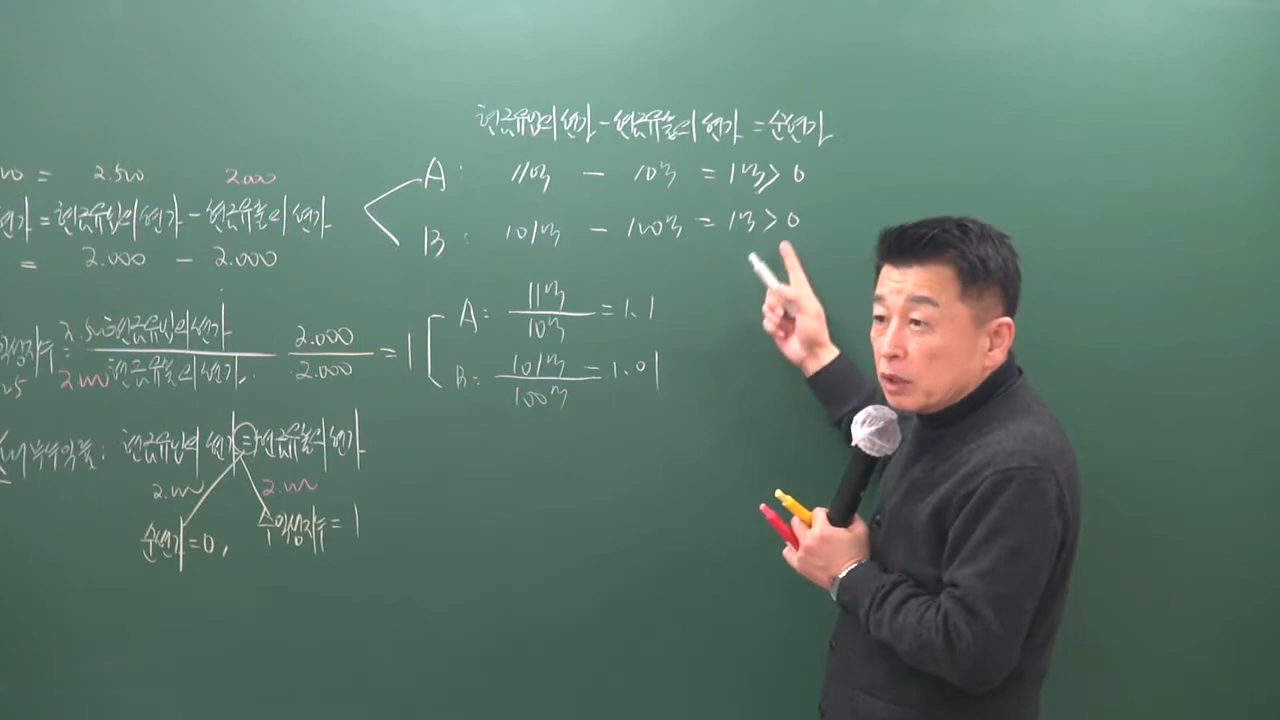 현금유입의현가 - 현금유출의현가 = 순현가
A : 11억 - 10억 = 1억 > 0
B : 101억 - 100억 = 1억 > 0
= 2.500 2.000
현가 = 현금유입의현가 - 현금유출의현가
= 2.000 - 2.000
A : 11억/10억 = 1.1
B : 101억/100억 = 1.01
익성지수 = 2.500 현금유입의현가 / 2.000 현금유출의현가 2.000/2.000 = 1
내부수익률 : 현금유입의현가 = 현금유출의현가
2.000 2.000
순현가 = 0, 수익성지수 = 1